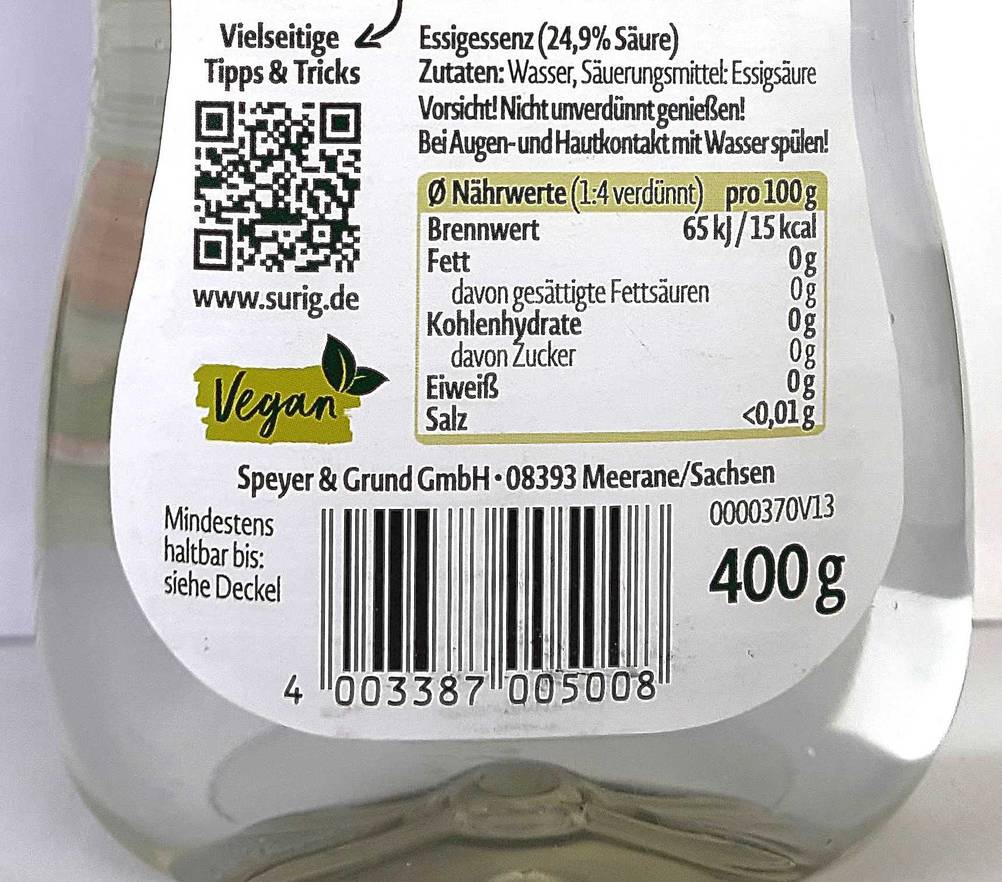 Vielseitige
Tipps & Tricks
www.surig.de
Vegan
Essigessenz (24,9% Säure)
Zutaten: Wasser, Säuerungsmittel: Essigsäure
Vorsicht! Nicht unverdünnt genießen!
Bei Augen- und Hautkontakt mit Wasser spülen!
Ø Nährwerte (1:4 verdünnt) pro 100 g
Brennwert 65 kJ / 15 kcal
Fett 0 g
davon gesättigte Fettsäuren 0 g
Kohlenhydrate 0 g
davon Zucker 0 g
Eiweiß 0 g
Salz <0,01 g
Speyer & Grund GmbH • 08393 Meerane/Sachsen
Mindestens
haltbar bis:
siehe Deckel
4 003387 005008
0000370V13
400 g